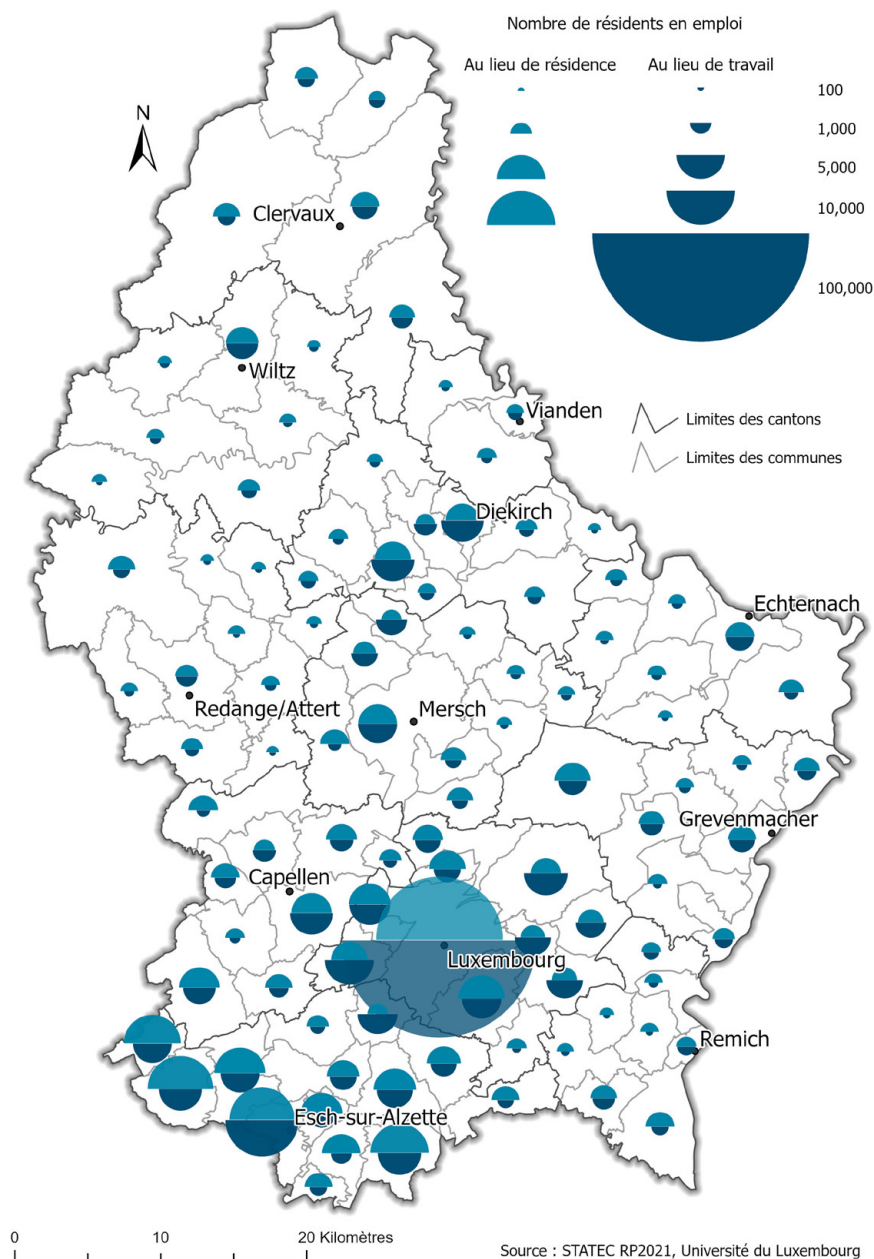 Nombre de résidents en emploi
Au lieu de résidence Au lieu de travail
100
1,000
5,000
10,000
100,000
N
Clervaux
Wiltz
Vianden
Limites des cantons
Limites des communes
Diekirch
Echternach
Redange/Attert
Mersch
Grevenmacher
Capellen
Luxembourg
Remich
Esch-sur-Alzette
0 10 20 Kilomètres
Source : STATEC RP2021, Université du Luxembourg